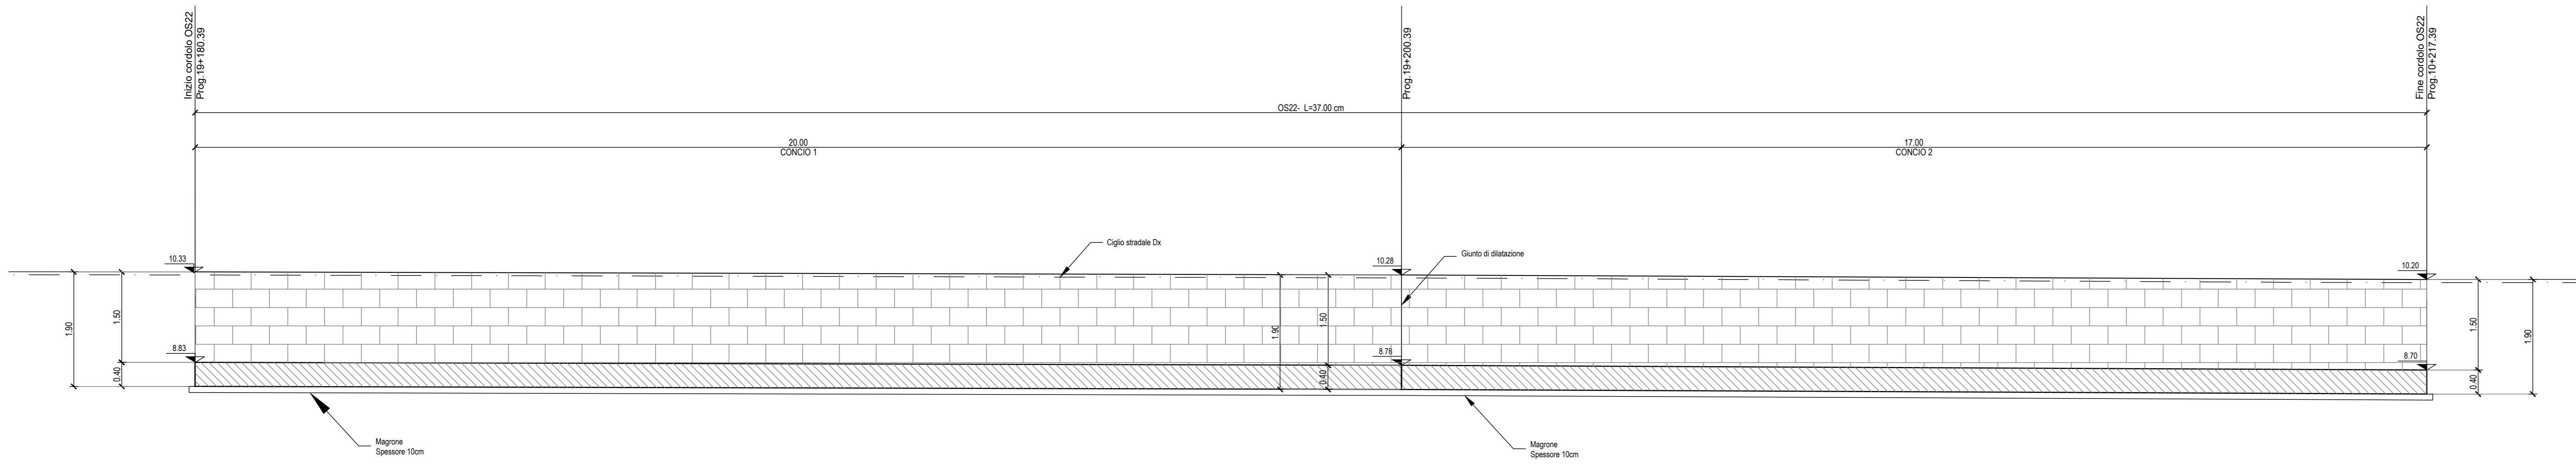 Inizio cordolo OS22
Prog.19+180.39
Prog.19+200.39
Fine cordolo OS22
Prog.10+217.39
OS22- L=37.00 cm
20.00
CONCIO 1
17.00
CONCIO 2
Ciglio stradale Dx
Giunto di dilatazione
10.33
10.28
10.20
1.90
1.50
1.90
1.50
1.50
1.90
8.83
8.78
8.70
0.40
0.40
0.40
Magrone
Spessore 10cm
Magrone
Spessore 10cm